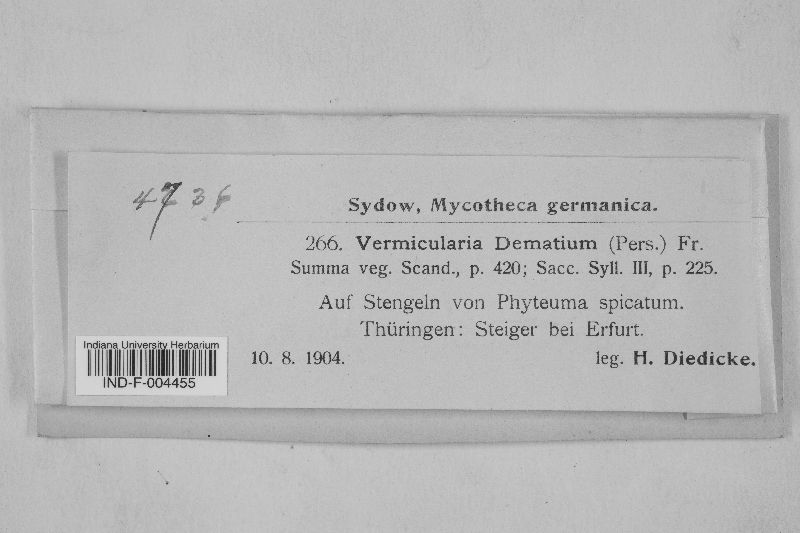 4736
Sydow, Mycotheca germanica.
266. Vermicularia Dematium (Pers.) Fr.
Summa veg. Scand., p. 420; Sacc. Syll. III, p. 225.
Auf Stengeln von Phyteuma spicatum.
Thüringen: Steiger bei Erfurt.
10. 8. 1904. leg. H. Diedicke.
Indiana University Herbarium
IND-F-004455